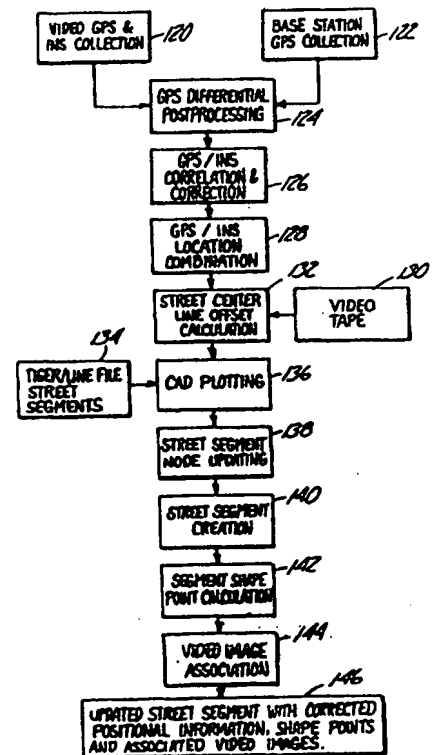 VIDEO GPS &
INS COLLECTION
120
BASE STATION
GPS COLLECTION
122
GPS DIFFERENTIAL
POSTPROCESSING
124
GPS/INS
CORRELATION &
CORRECTION
126
GPS / INS
LOCATION
COMBINATION
128
STREET CENTER
LINE OFFSET
CALCULATION
132
VIDEO
TAPE
130
TIGER/LINE FILE
STREET
SEGMENTS
134
CAD PLOTTING
136
STREET SEGMENT
NODE UPDATING
138
STREET SEGMENT
CREATION
140
SEGMENT SHAPE
POINT CALCULATION
142
VIDEO IMAGE
ASSOCIATION
144
UPDATED STREET SEGMENT WITH CORRECTED
POSITIONAL INFORMATION, SHAPE POINTS
AND ASSOCIATED VIDEO IMAGES.
146